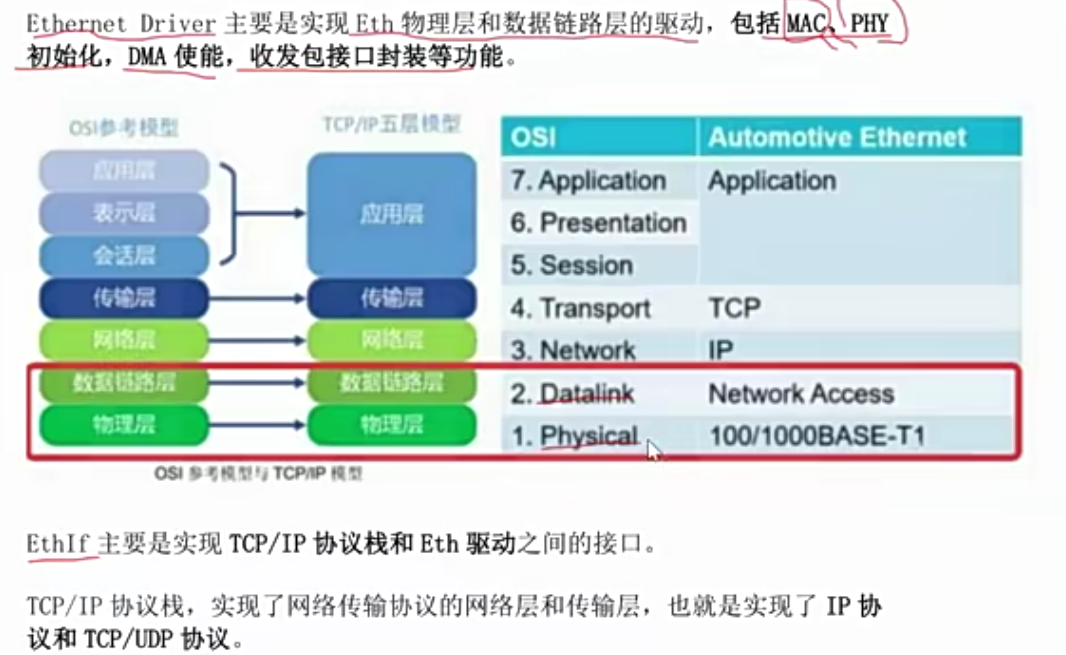 Ethernet Driver 主要是实现 Eth 物理层和数据链路层的驱动，包括 MAC、PHY
初始化，DMA 使能，收发包接口封装等功能。
OSI参考模型
TCP/IP五层模型
应用层
表示层
会话层
传输层
网络层
数据链路层
物理层
应用层
传输层
网络层
数据链路层
物理层
OSI Automotive Ethernet
7. Application Application
6. Presentation
5. Session
4. Transport TCP
3. Network IP
2. Datalink Network Access
1. Physical 100/1000BASE-T1
OSI 参考模型与 TCP/IP 模型
EthIf 主要是实现 TCP/IP 协议栈和 Eth 驱动之间的接口。
TCP/IP 协议栈，实现了网络传输协议的网络层和传输层，也就是实现了 IP 协
议和 TCP/UDP 协议。